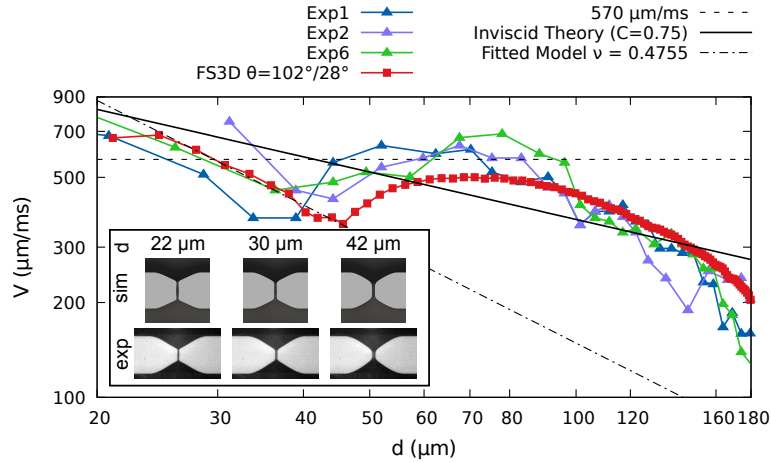 Exp1
Exp2
Exp6
FS3D θ=102°/28°
570 μm/ms
Inviscid Theory (C=0.75)
Fitted Model ν = 0.4755
900
700
500
300
200
100
V (μm/ms)
d
22 μm 30 μm 42 μm
sim
exp
20 30 40 50 60 70 80 100 120 160 180
d (μm)